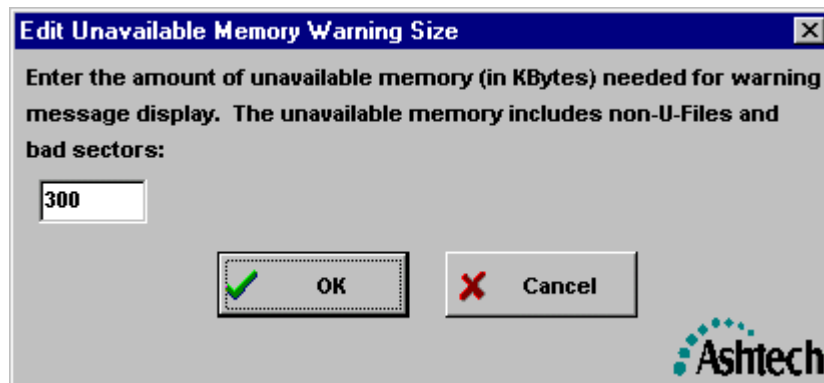 Edit Unavailable Memory Warning Size
Enter the amount of unavailable memory (in KBytes) needed for warning
message display. The unavailable memory includes non-U-Files and
bad sectors:
300
OK Cancel
Ashtech